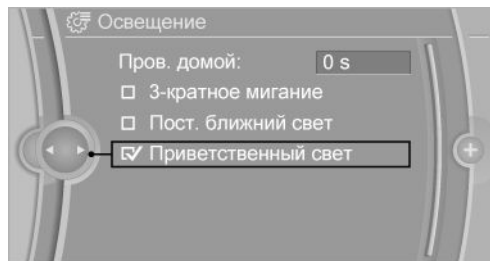 Освещение
Пров. домой: 0 s
3-кратное мигание
Пост. ближний свет
Приветственный свет